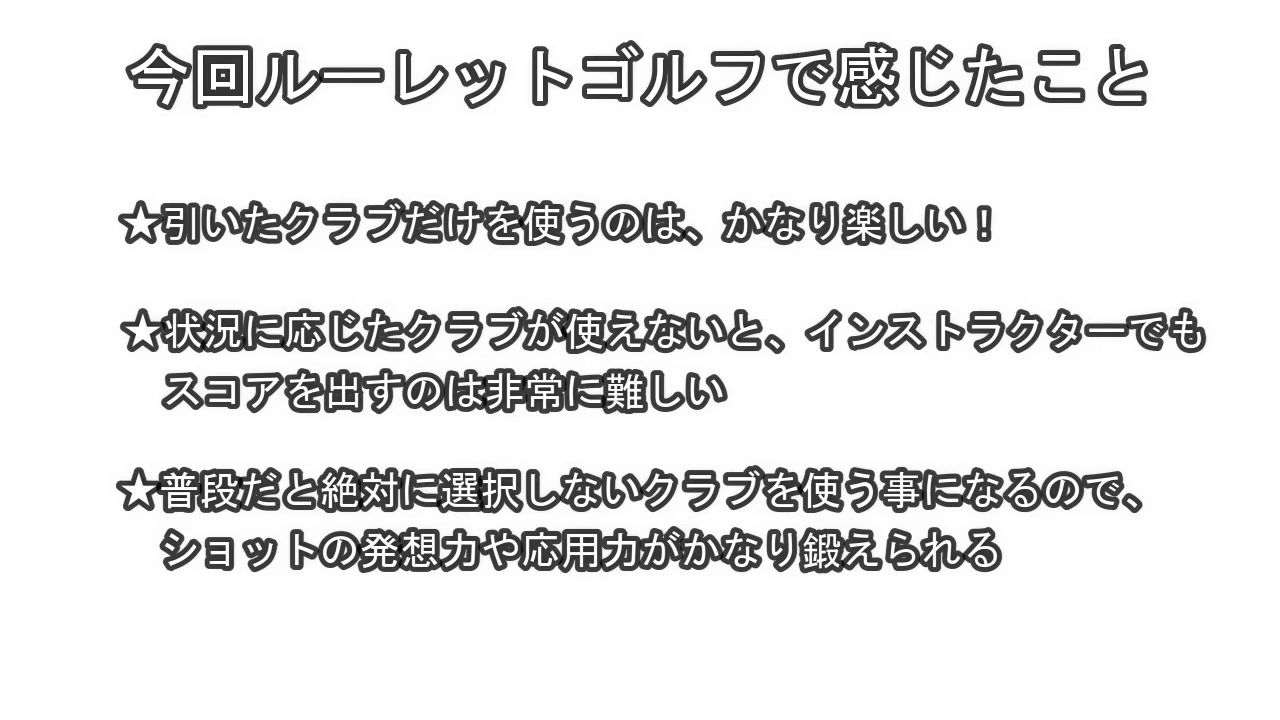 今回ルーレットゴルフで感じたこと
★引いたクラブだけを使うのは、かなり楽しい！
★状況に応じたクラブが使えないと、インストラクターでも
スコアを出すのは非常に難しい
★普段だと絶対に選択しないクラブを使う事になるので、
ショットの発想力や応用力がかなり鍛えられる